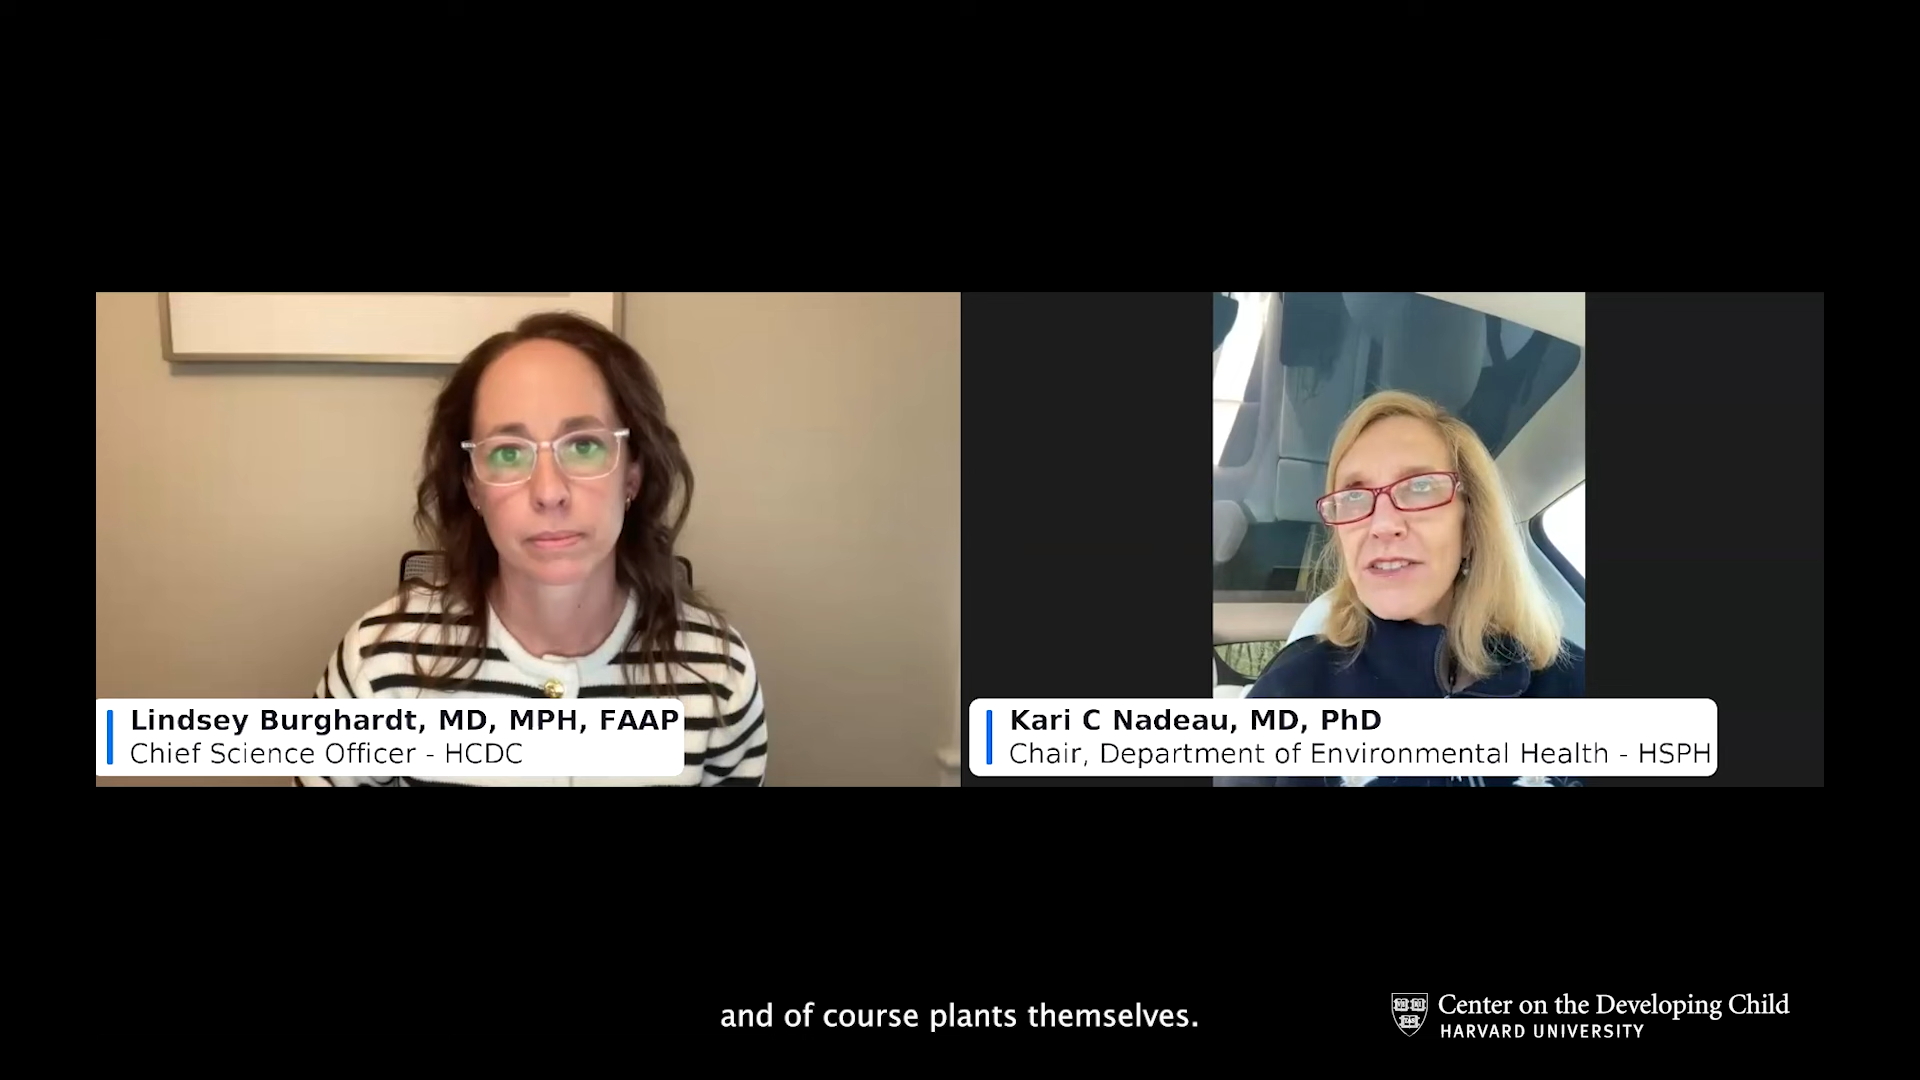 Lindsey Burghardt, MD, MPH, FAAP
Chief Science Officer - HCDC
Kari C Nadeau, MD, PhD
Chair, Department of Environmental Health - HSPH
and of course plants themselves.
Center on the Developing Child
HARVARD UNIVERSITY